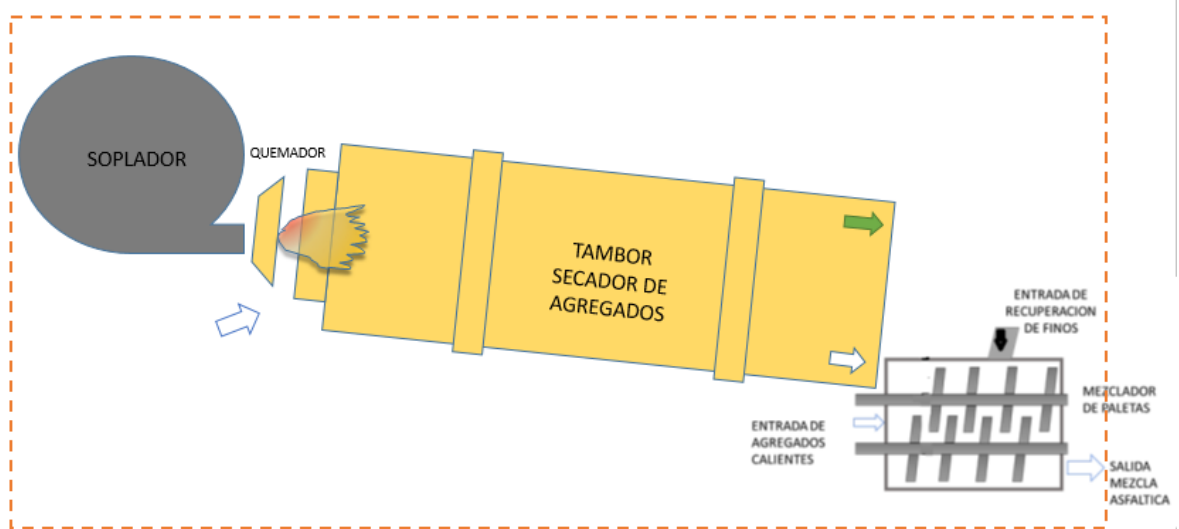 SOPLADOR
QUEMADOR
TAMBOR
SECADOR DE
AGREGADOS
ENTRADA DE
RECUPERACION
DE FINOS
MEZCLADOR
DE PALETAS
ENTRADA DE
AGREGADOS
CALIENTES
SALIDA
MEZCLA
ASFALTICA